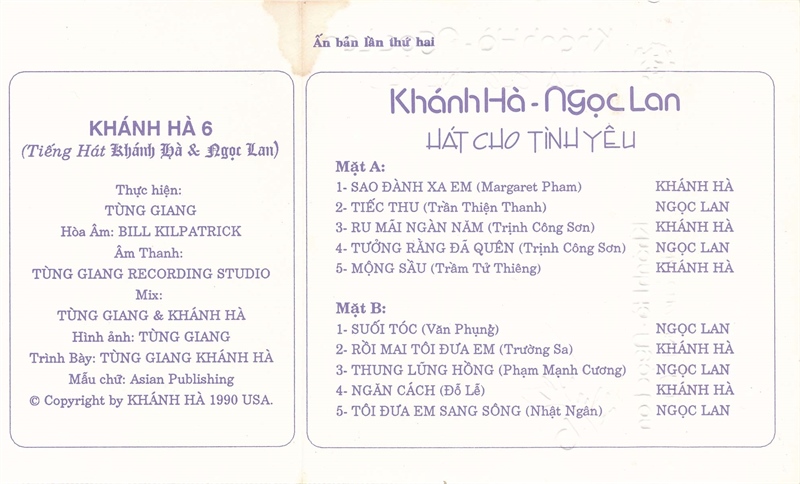 Ấn bản lần thứ hai
KHÁNH HÀ 6
(Tiếng Hát Khánh Hà & Ngọc Lan)
Thực hiện:
TÙNG GIANG
Hòa Âm: BILL KILPATRICK
Âm Thanh:
TÙNG GIANG RECORDING STUDIO
Mix:
TÙNG GIANG & KHÁNH HÀ
Hình ảnh: TÙNG GIANG
Trình Bày: TÙNG GIANG KHÁNH HÀ
Mẫu chữ: Asian Publishing
© Copyright by KHÁNH HÀ 1990 USA.
Khánh Hà - Ngọc Lan
HÁT CHO TÌNH YÊU
Mặt A:
1- SAO ĐÀNH XA EM (Margaret Pham) KHÁNH HÀ
2- TIẾC THU (Trần Thiện Thanh) NGỌC LAN
3- RU MÃI NGÀN NĂM (Trịnh Công Sơn) KHÁNH HÀ
4- TƯỞNG RẰNG ĐÃ QUÊN (Trịnh Công Sơn) NGỌC LAN
5- MỘNG SẦU (Trầm Tử Thiêng) KHÁNH HÀ
Mặt B:
1- SUỐI TÓC (Văn Phụng) NGỌC LAN
2- RỒI MAI TÔI ĐƯA EM (Trường Sa) KHÁNH HÀ
3- THUNG LŨNG HỒNG (Phạm Mạnh Cương) NGỌC LAN
4- NGĂN CÁCH (Đỗ Lễ) KHÁNH HÀ
5- TÔI ĐƯA EM SANG SÔNG (Nhật Ngân) NGỌC LAN